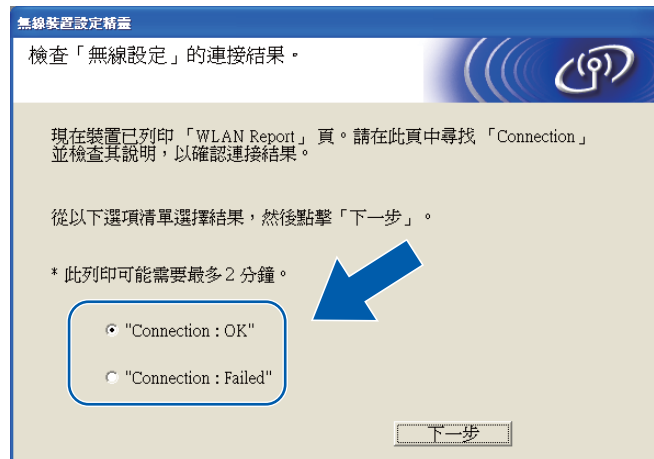 無線裝置設定精靈
檢查「無線設定」的連接結果。
現在裝置已列印「WLAN Report」頁。請在此頁中尋找「Connection」
並檢查其說明，以確認連接結果。
從以下選項清單選擇結果，然後點擊「下一步」。
* 此列印可能需要最多2分鐘。
"Connection : OK"
"Connection : Failed"
下一步